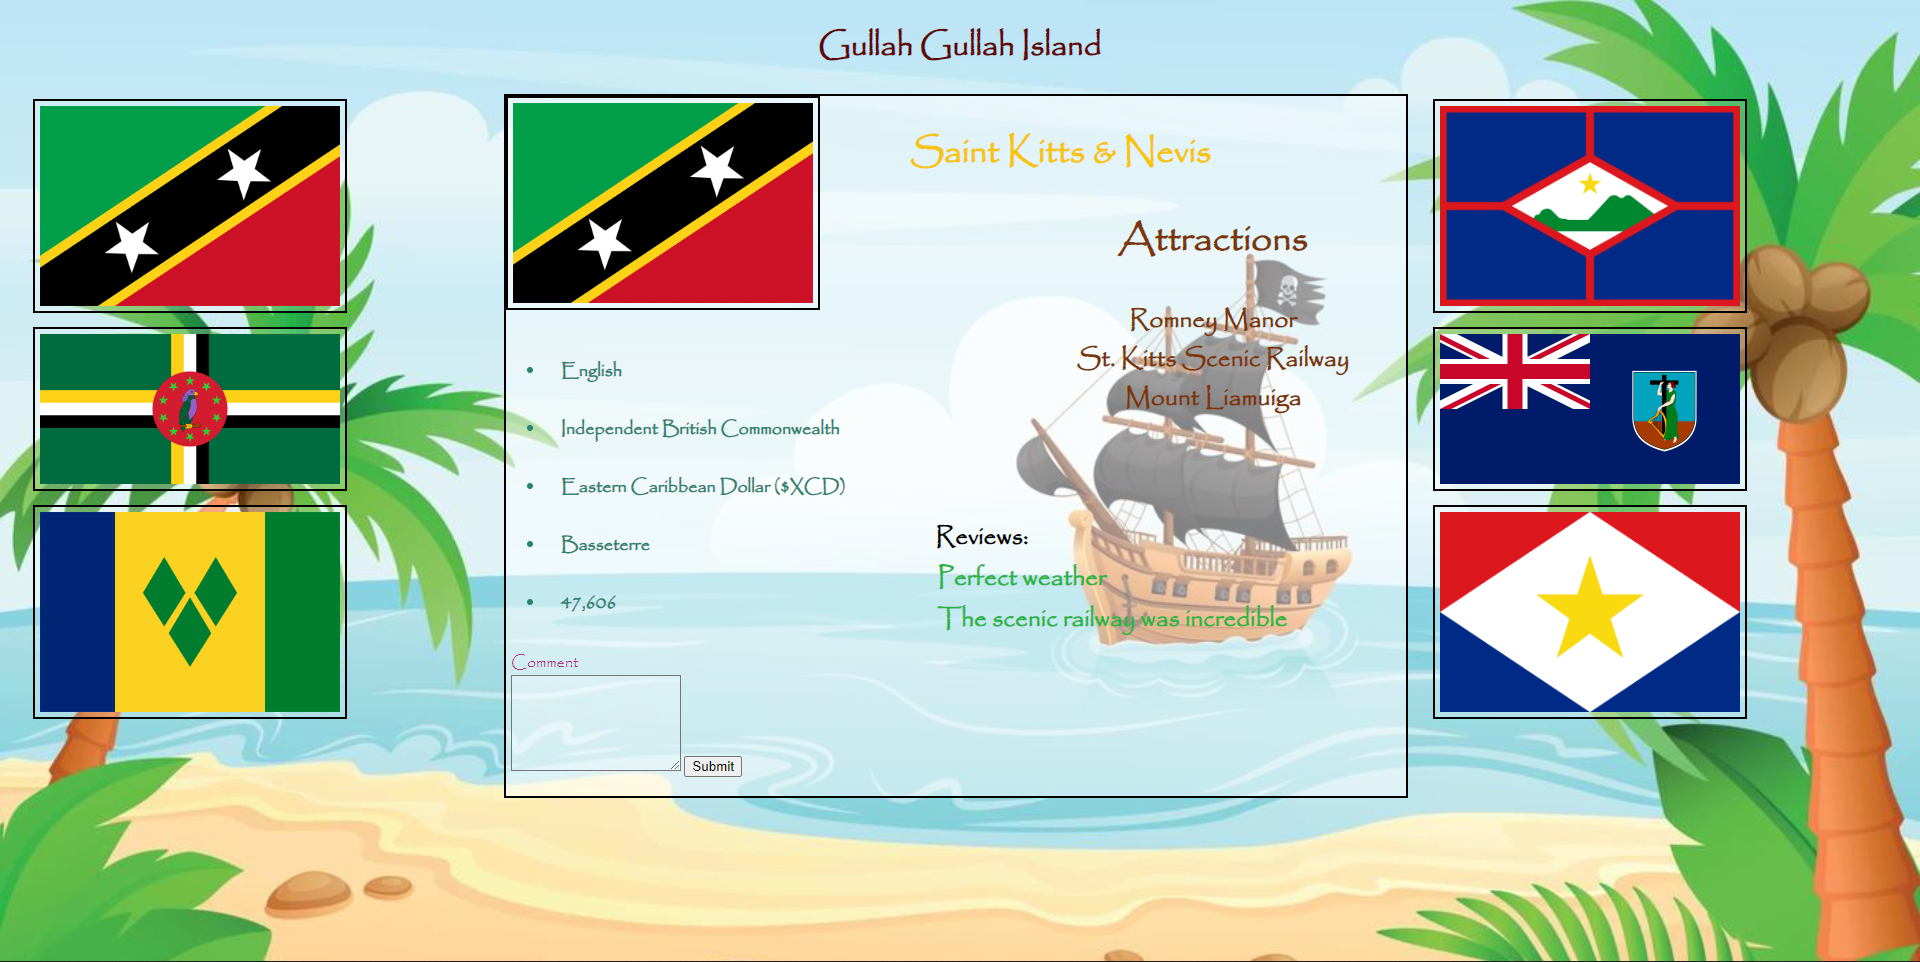 Gullah Gullah Island
Saint Kitts & Nevis
Attractions
Romney Manor
St. Kitts Scenic Railway
Mount Liamuiga
English
Independent British Commonwealth
Eastern Caribbean Dollar ($XCD)
Basseterre
47,606
Reviews:
Perfect weather
The scenic railway was incredible
Comment
Submit